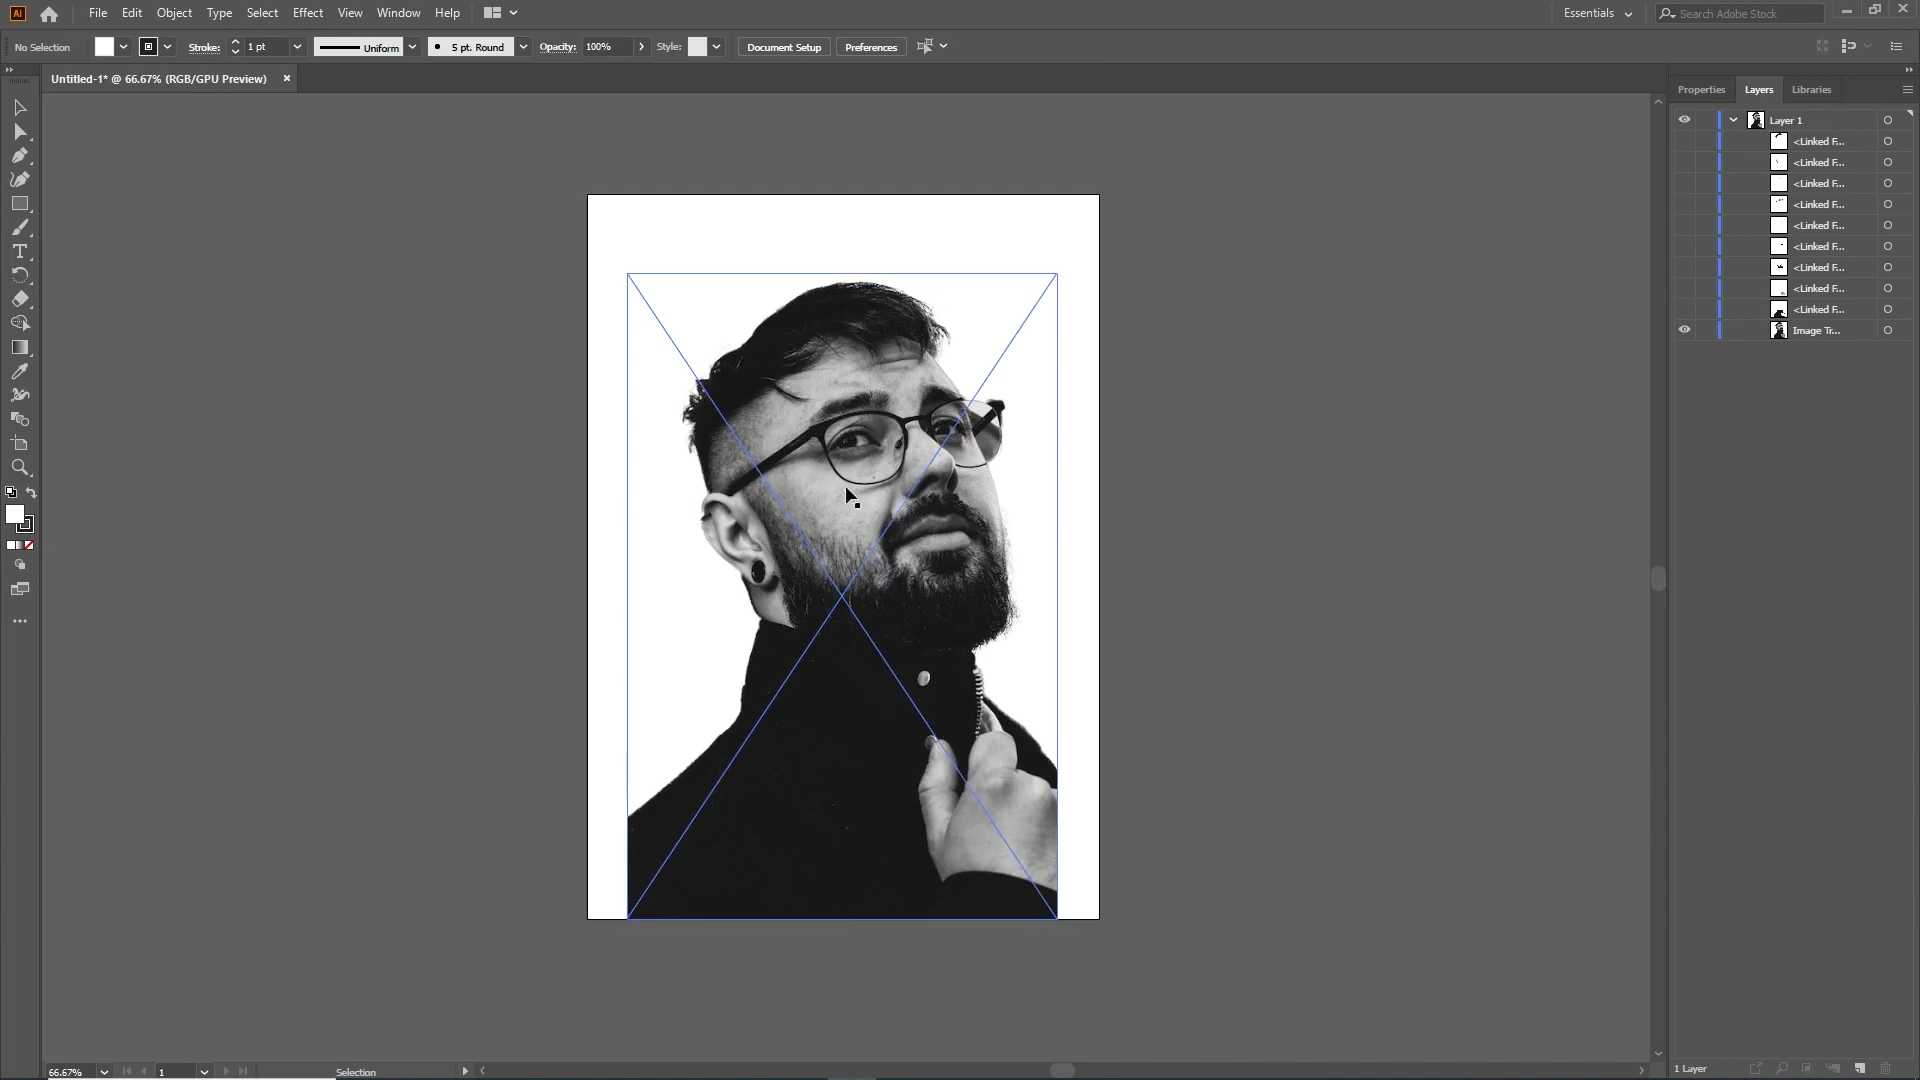 Ai File Edit Object Type Select Effect View Window Help Essentials Search Adobe Stock
No Selection Stroke: 1 pt Uniform 5 pt. Round Opacity: 100% Style: Document Setup Preferences
Untitled-1* @ 66.67% (RGB/GPU Preview)
Properties Layers Libraries
Layer 1
<Linked F...
<Linked F...
<Linked F...
<Linked F...
<Linked F...
<Linked F...
<Linked F...
<Linked F...
<Linked F...
Image Tr...
66.67% 1 Selection 1 Layer